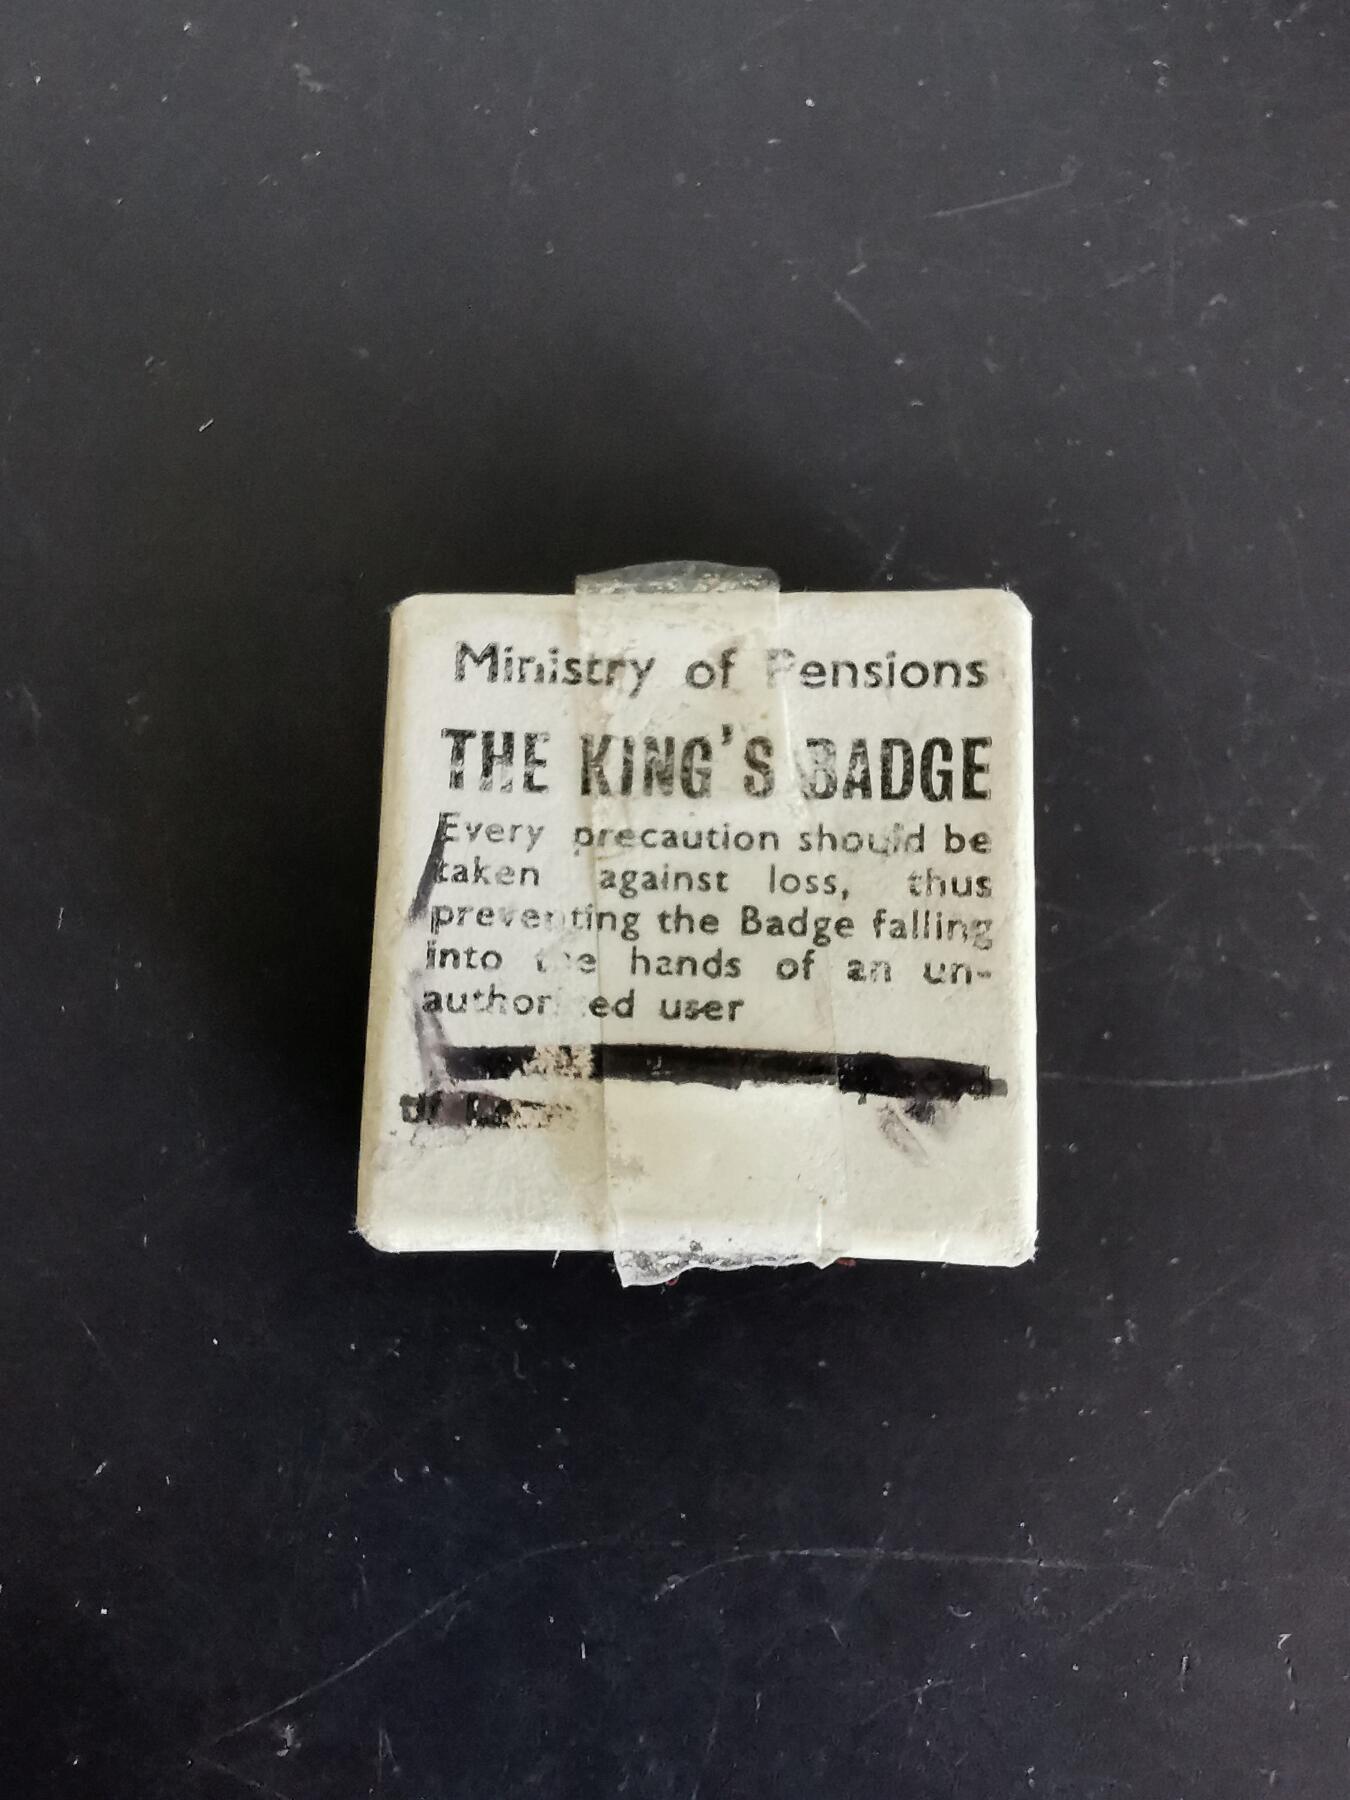 Ministry of Pensions
THE KING'S BADGE
Every precaution should be
taken against loss, thus
preventing the Badge falling
into the hands of an un-
authorized user